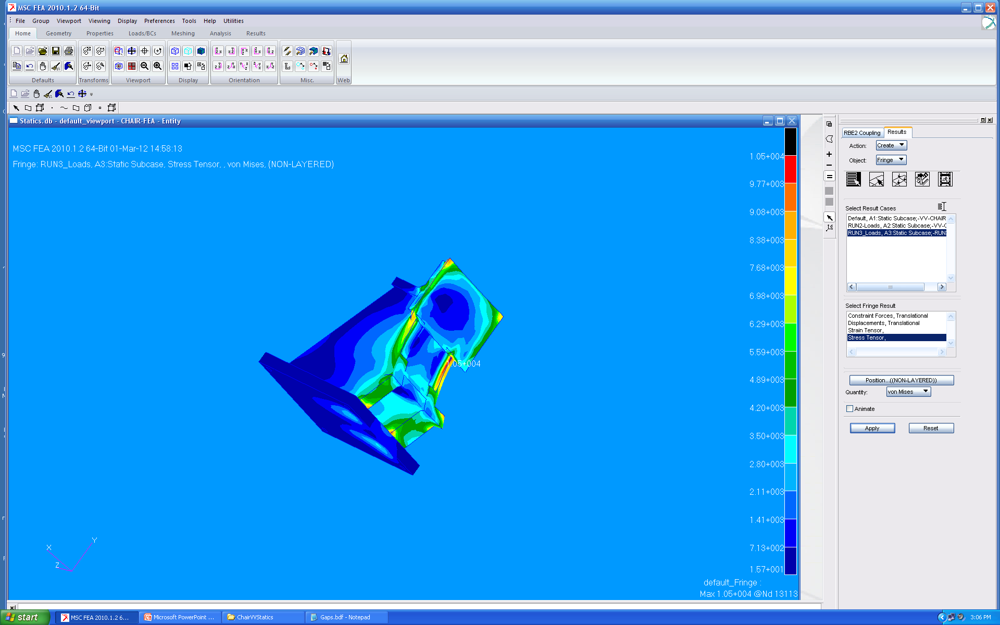 MSC FEA 2010.1.2 64-Bit
File Group Viewport Viewing Display Preferences Tools Help Utilities
Home Geometry Properties Loads/BCs Meshing Analysis Results
Defaults Transforms Viewport Display Orientation Misc. Web
Statics.db - default_viewport - CHAIR-FEA - Entity
MSC FEA 2010.1.2 64-Bit 01-Mar-12 14:58:13
Fringe: RUN3_Loads, A3:Static Subcase, Stress Tensor, , von Mises, (NON-LAYERED)
1.05+004
9.77+003
9.08+003
8.38+003
7.68+003
6.98+003
6.29+003
5.59+003
4.89+003
4.20+003
3.50+003
2.80+003
2.11+003
1.41+003
7.13+002
1.57+001
.05+004
X
Y
Z
default_Fringe :
Max 1.05+004 @Nd 13113
RBE2 Coupling Results
Action: Create
Object: Fringe
Select Result Cases
Default, A1:Static Subcase;-VV-CHAIR
RUN2-Loads, A2:Static Subcase;-VV-C
RUN3_Loads, A3:Static Subcase;-RUN
Select Fringe Result
Constraint Forces, Translational
Displacements, Translational
Strain Tensor,
Stress Tensor,
Position...((NON-LAYERED))
Quantity: von Mises
Animate
Apply Reset
start
MSC FEA 2010.1.2 6...
Microsoft PowerPoint ...
ChairVVStatics
Gaps.bdf - Notepad
3:06 PM